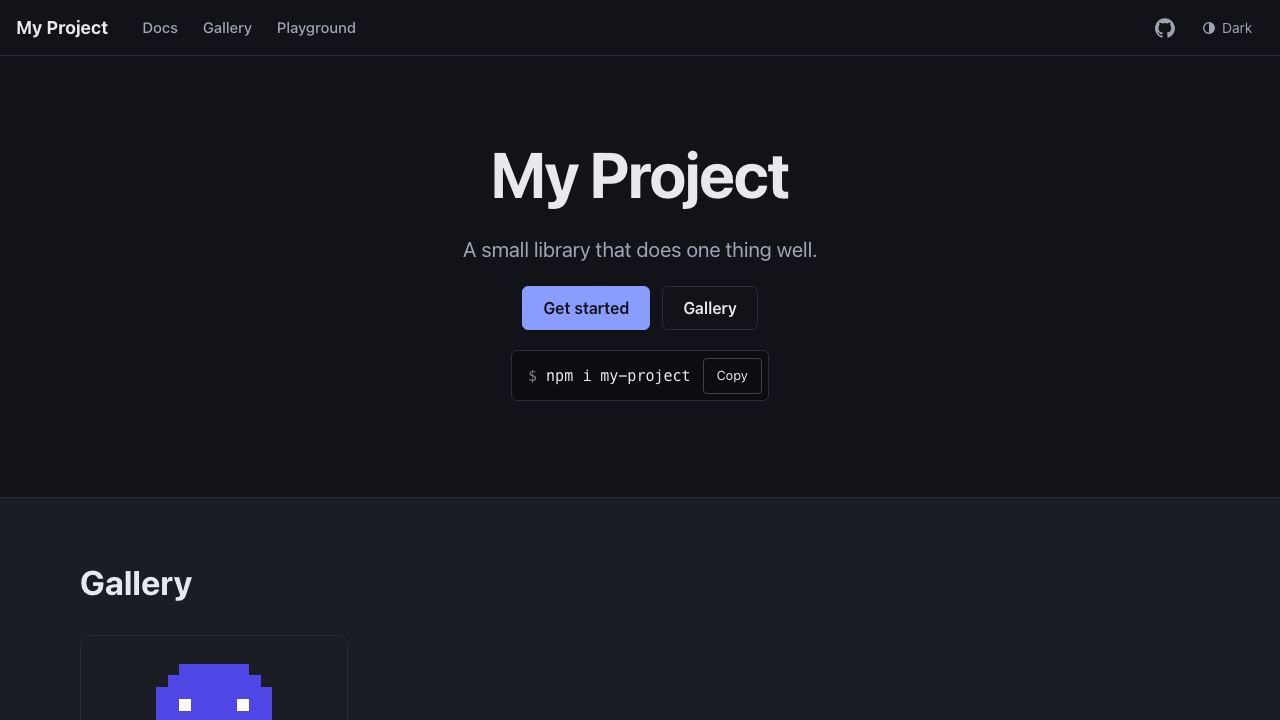 My Project Docs Gallery Playground Dark
My Project
A small library that does one thing well.
Get started Gallery
$ npm i my-project Copy
Gallery